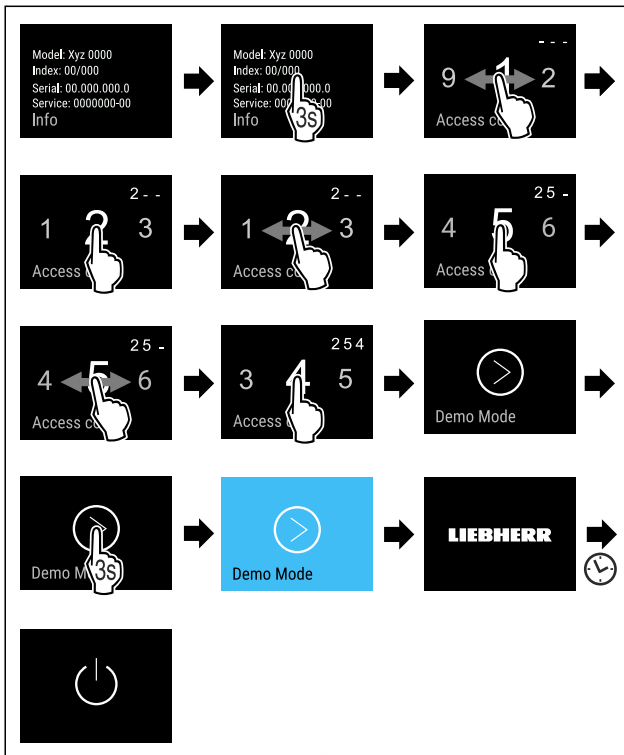 Model: Xyz 0000
Index: 00/000
Serial: 00.000.000.0
Service: 0000000-00
Info
Model: Xyz 0000
Index: 00/000
Serial: 00.00 000.0
Service: 000 -00
Info
3s
- - -
9 1 2
Access co
2 - -
1 2 3
Access
2 - -
1 2 3
Access co
2 5 -
4 5 6
Access
2 5 -
4 5 6
Access co
2 5 4
3 4 5
Access
Demo Mode
Demo M
3s
Demo Mode
LIEBHERR